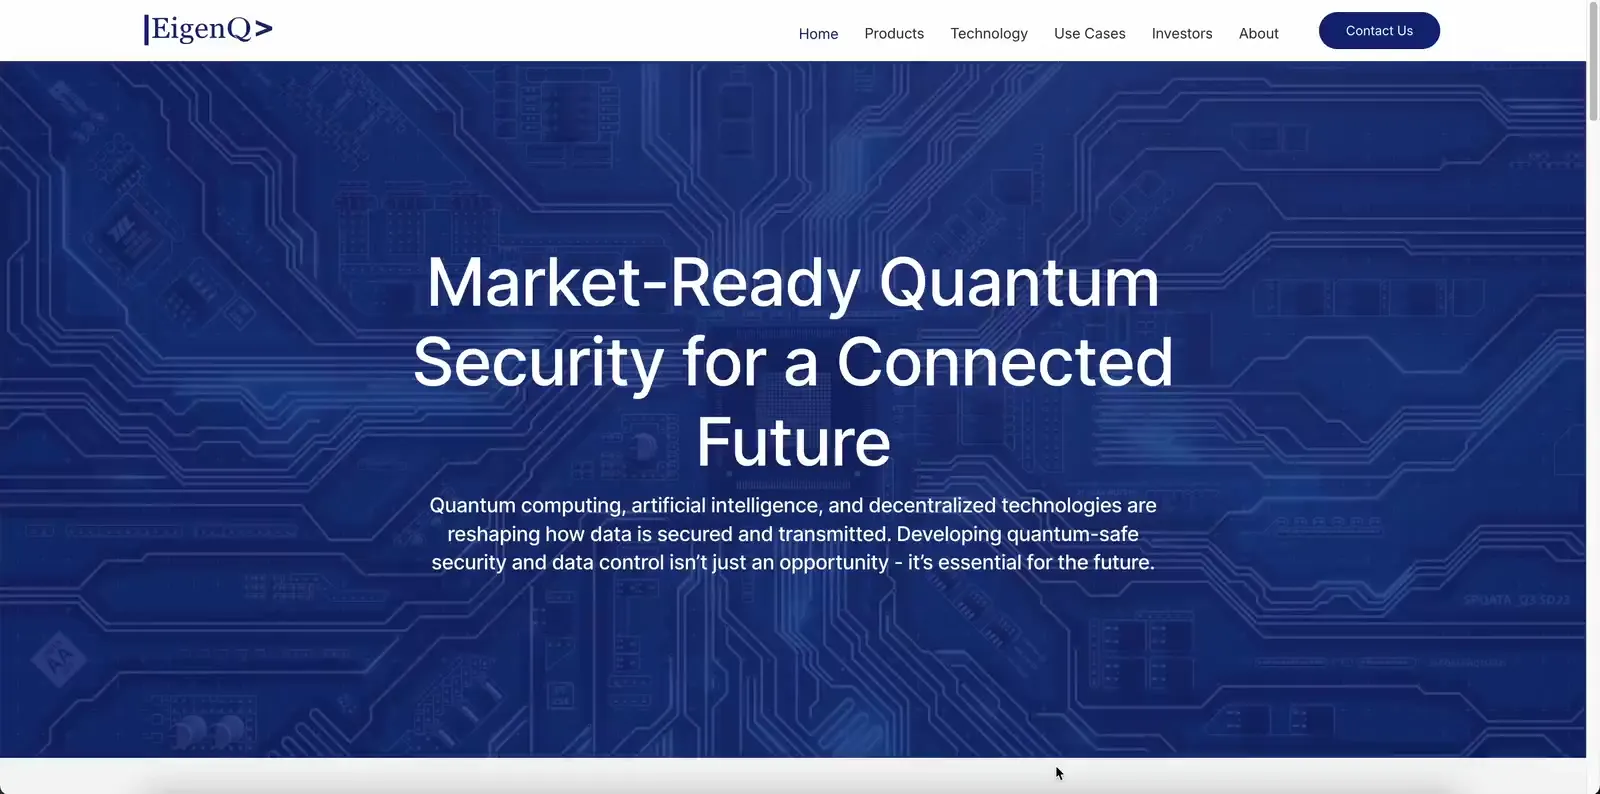 |EigenQ>
Home Products Technology Use Cases Investors About Contact Us
Market-Ready Quantum
Security for a Connected
Future
Quantum computing, artificial intelligence, and decentralized technologies are
reshaping how data is secured and transmitted. Developing quantum-safe
security and data control isn’t just an opportunity - it’s essential for the future.
AA